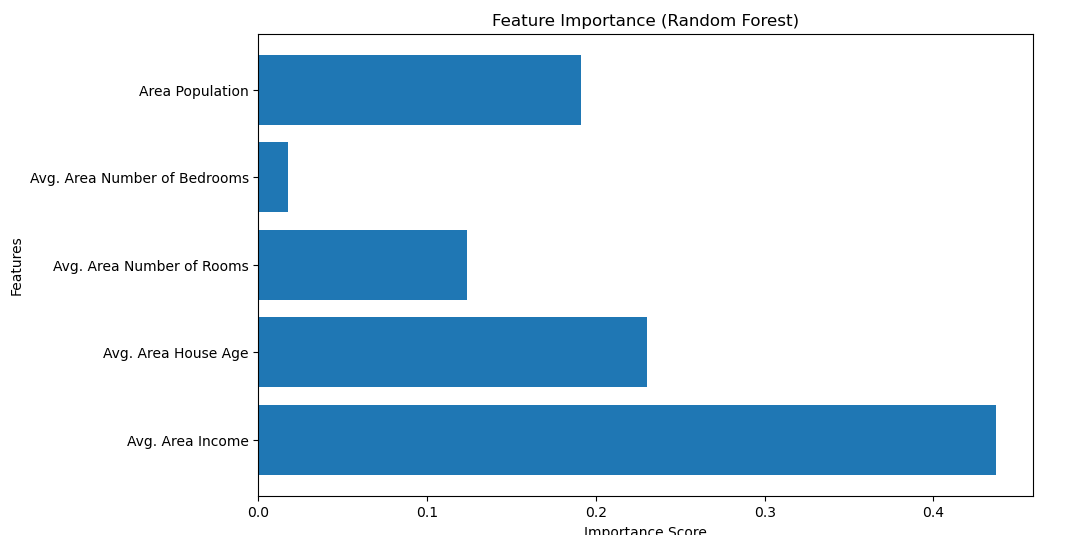 Feature Importance (Random Forest)
Area Population
Avg. Area Number of Bedrooms
Avg. Area Number of Rooms
Avg. Area House Age
Avg. Area Income
Features
0.0 0.1 0.2 0.3 0.4
Importance Score